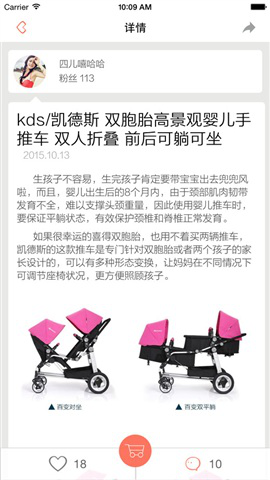 10:09 AM
详情
四儿嘻哈哈
粉丝 113
kds/凯德斯 双胞胎高景观婴儿手
推车 双人折叠 前后可躺可坐
2015.10.13
生孩子不容易，生完孩子肯定要带宝宝出去兜兜风
啦，而且，婴儿出生后的8个月内，由于颈部肌肉韧带
发育不全，难以支撑头颈重量，因此使用婴儿推车时，
要保证平躺状态，有效保护颈椎和脊椎正常发育。
如果很幸运的喜得双胞胎，也用不着买两辆推车，
凯德斯的这款推车是专门针对双胞胎或者两个孩子的家
长设计的，可以有多种形态变换，让妈妈在不同情况下
可调节座椅状况，更方便照顾孩子。
▲ 百变对坐
▲ 百变双平躺
18
10